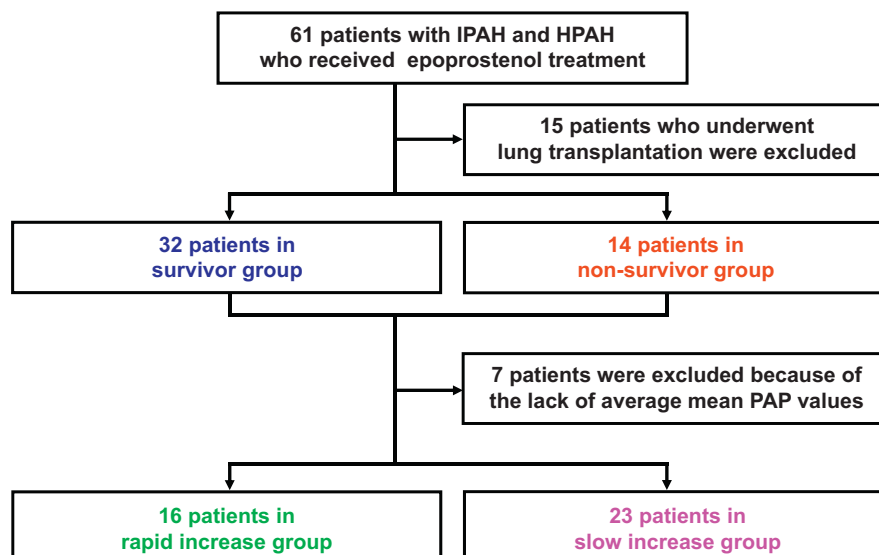 61 patients with IPAH and HPAH
who received epoprostenol treatment
15 patients who underwent
lung transplantation were excluded
32 patients in
survivor group
14 patients in
non-survivor group
7 patients were excluded because of
the lack of average mean PAP values
16 patients in
rapid increase group
23 patients in
slow increase group